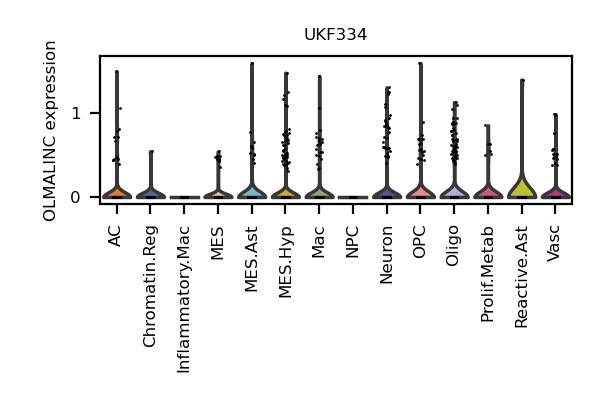 UKF334
OLMALINC expression
1
0
AC
Chromatin.Reg
Inflammatory.Mac
MES
MES.Ast
MES.Hyp
Mac
NPC
Neuron
OPC
Oligo
Prolif.Metab
Reactive.Ast
Vasc